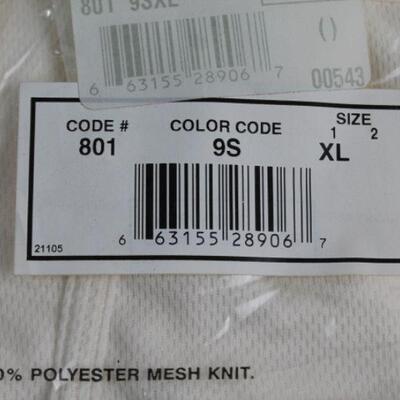 801 9SXL
()
6 63155 28906 7
00543
CODE # COLOR CODE SIZE
1 2
801 9S XL
6 63155 28906 7
21105
0% POLYESTER MESH KNIT.